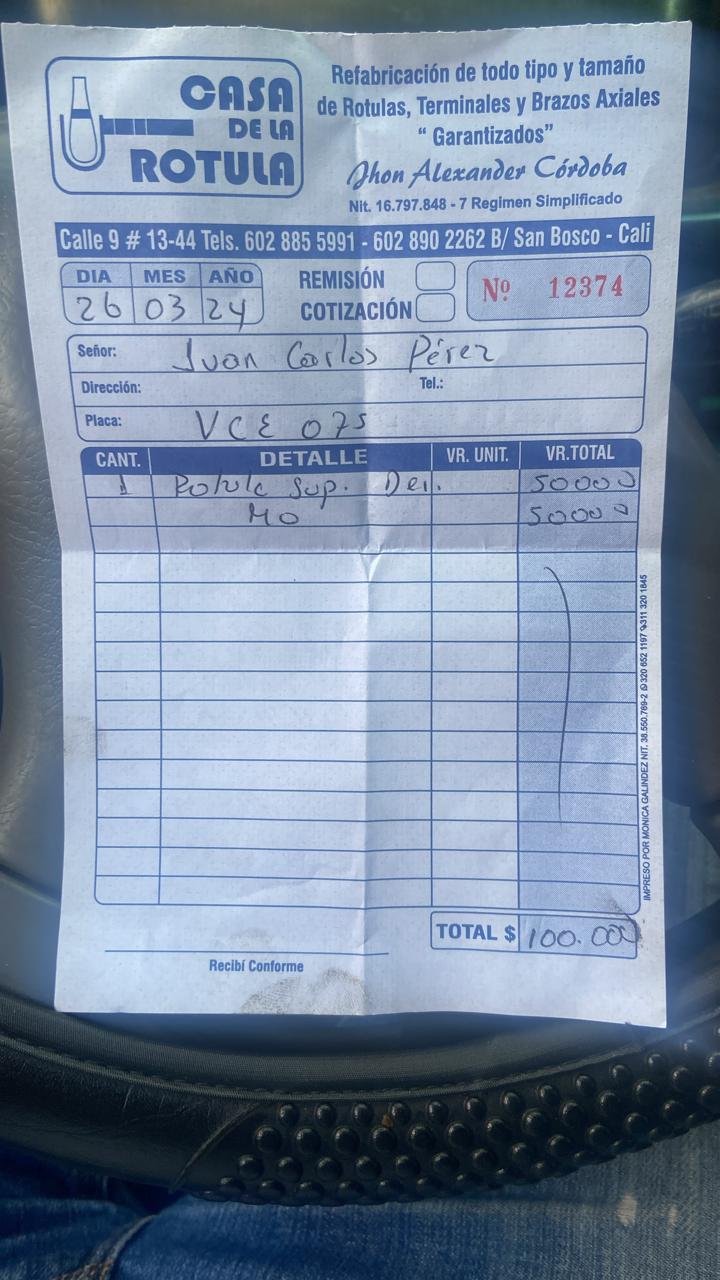 CASA
DE LA
ROTULA
Refabricación de todo tipo y tamaño
de Rotulas, Terminales y Brazos Axiales
“ Garantizados”
Jhon Alexander Córdoba
Nit. 16.797.848 - 7 Regimen Simplificado
Calle 9 # 13-44 Tels. 602 885 5991 - 602 890 2262 B/ San Bosco - Cali
DIA MES AÑO
26 03 24
REMISIÓN
COTIZACIÓN
Nº 12374
Señor: Juan Carlos Pérez
Dirección: Tel.:
Placa: VCE 075
CANT. DETALLE VR. UNIT. VR.TOTAL
1 Rotula Sup. Der. 50000
MO 50000
IMPRESO POR MONICA GALINDEZ NIT. 38.550.769-2 320 652 1197 311 320 1845
TOTAL $ 100.000
Recibí Conforme